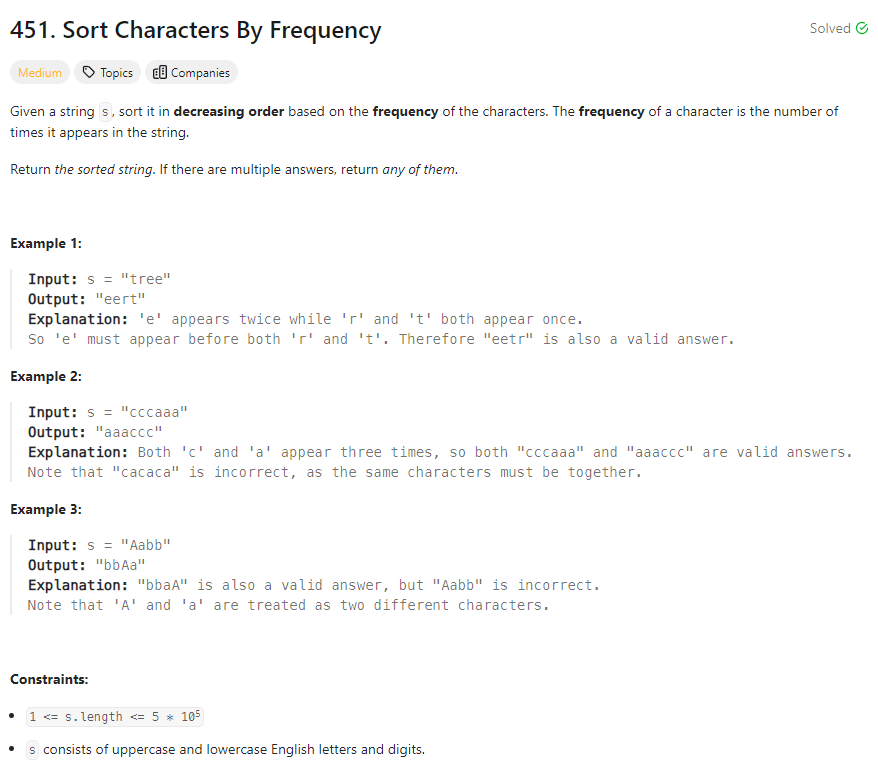 451. Sort Characters By Frequency
Solved
Medium Topics Companies
Given a string s, sort it in decreasing order based on the frequency of the characters. The frequency of a character is the number of
times it appears in the string.
Return the sorted string. If there are multiple answers, return any of them.
Example 1:
Input: s = "tree"
Output: "eert"
Explanation: 'e' appears twice while 'r' and 't' both appear once.
So 'e' must appear before both 'r' and 't'. Therefore "eetr" is also a valid answer.
Example 2:
Input: s = "cccaaa"
Output: "aaaccc"
Explanation: Both 'c' and 'a' appear three times, so both "cccaaa" and "aaaccc" are valid answers.
Note that "cacaca" is incorrect, as the same characters must be together.
Example 3:
Input: s = "Aabb"
Output: "bbAa"
Explanation: "bbaA" is also a valid answer, but "Aabb" is incorrect.
Note that 'A' and 'a' are treated as two different characters.
Constraints:
• 1 <= s.length <= 5 * 10⁵
• s consists of uppercase and lowercase English letters and digits.